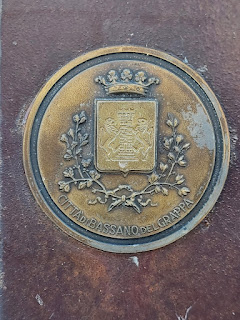 CITTÀ DI BASSANO DEL GRAPPA